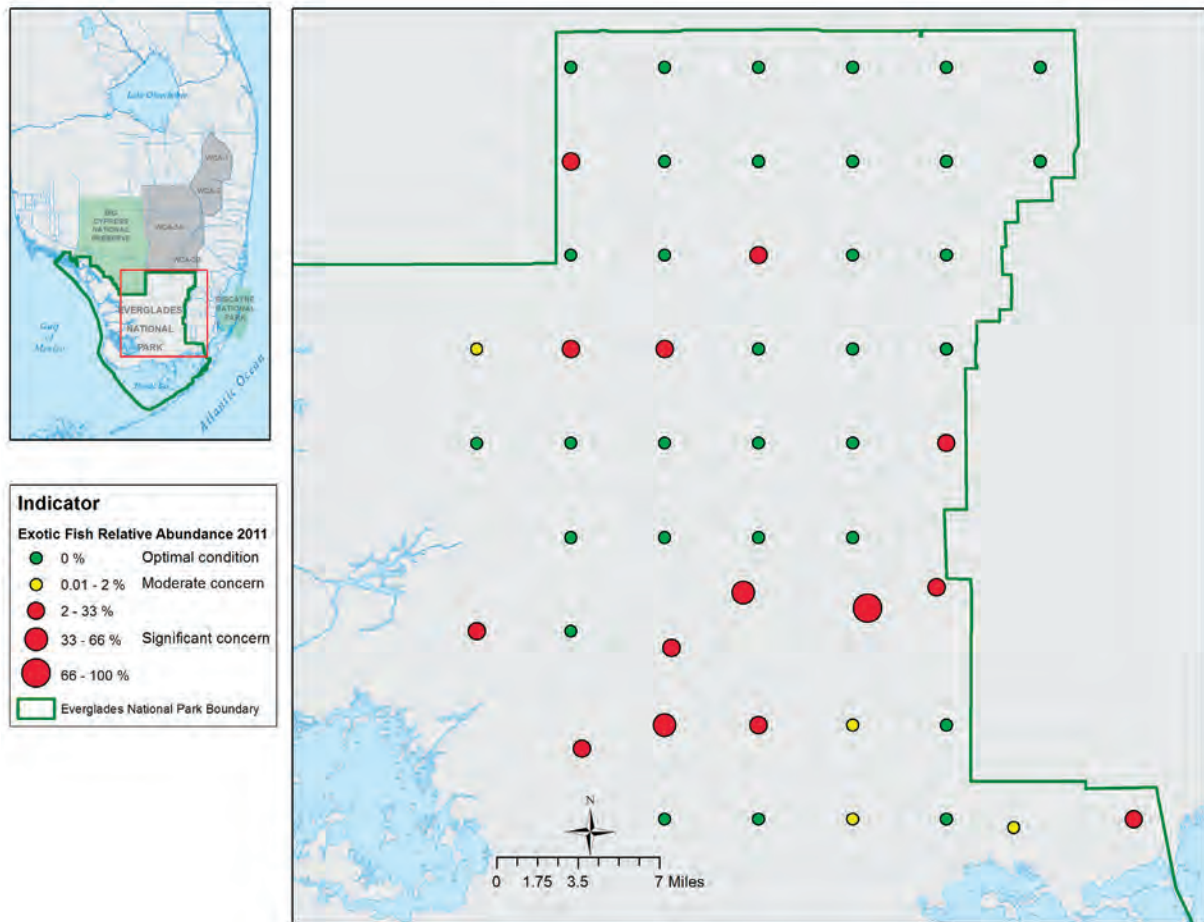 Lake Okeechobee
WCA-1
WCA-2
BIG
CYPRESS
NATIONAL
PRESERVE
WCA-3A
WCA-3B
BISCAYNE
NATIONAL
PARK
EVERGLADES
NATIONAL
PARK
Gulf
of
Mexico
Florida Bay
Atlantic Ocean
Indicator
Exotic Fish Relative Abundance 2011
0 % Optimal condition
0.01 - 2 % Moderate concern
2 - 33 %
33 - 66 % Significant concern
66 - 100 %
Everglades National Park Boundary
N
0 1.75 3.5 7 Miles